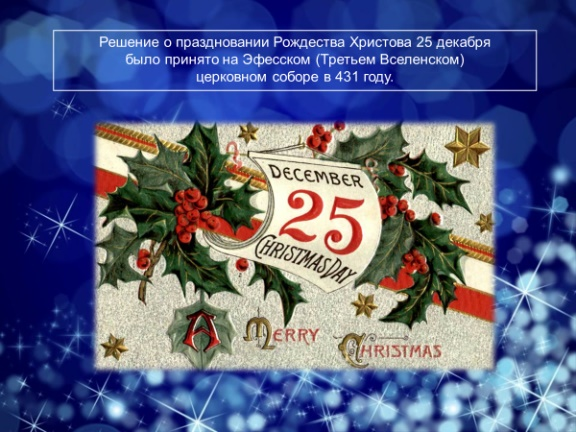 Решение о праздновании Рождества Христова 25 декабря
было принято на Эфесском (Третьем Вселенском)
церковном соборе в 431 году.
DECEMBER
25
CHRISTMAS DAY
A
MERRY
CHRISTMAS